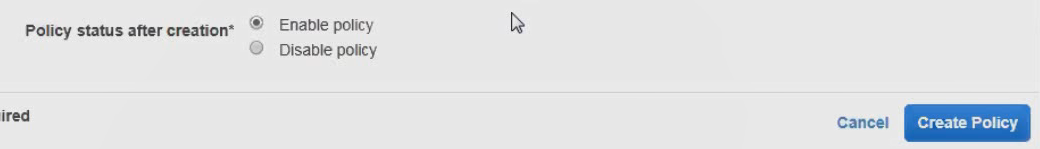 Policy status after creation*
Enable policy
Disable policy
ired
Cancel
Create Policy